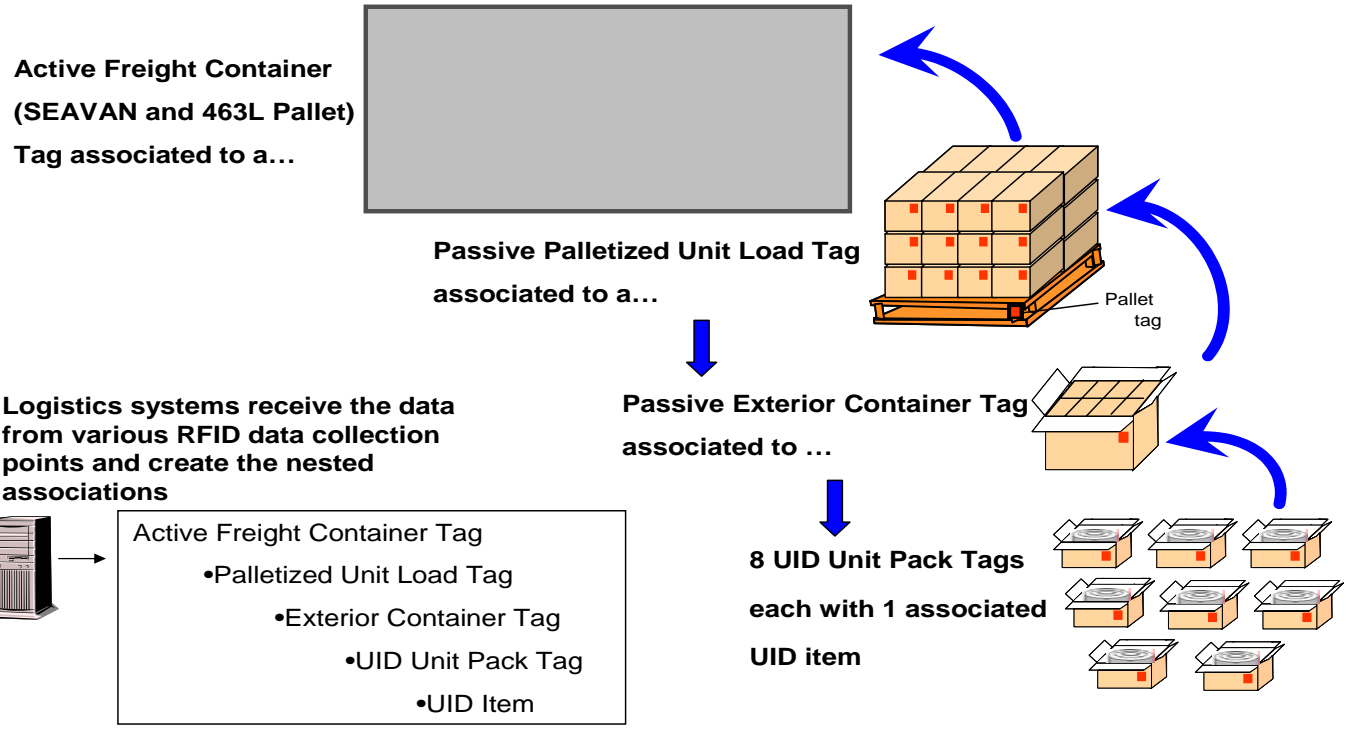 Active Freight Container
(SEAVAN and 463L Pallet)
Tag associated to a…
Passive Palletized Unit Load Tag
associated to a…
Pallet
tag
Passive Exterior Container Tag
associated to …
Logistics systems receive the data
from various RFID data collection
points and create the nested
associations
Active Freight Container Tag
•Palletized Unit Load Tag
•Exterior Container Tag
•UID Unit Pack Tag
•UID Item
8 UID Unit Pack Tags
each with 1 associated
UID item